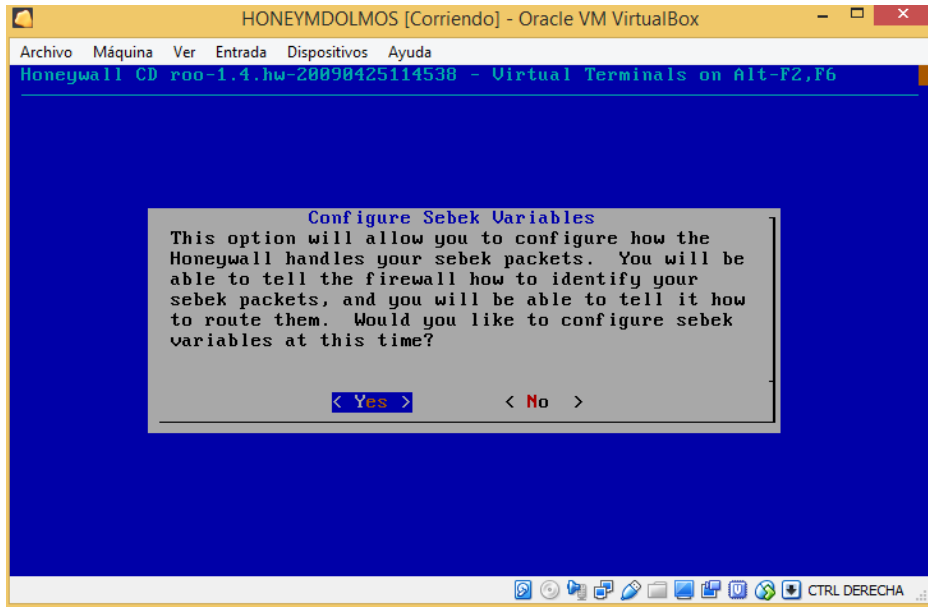 HONEYMDOLMOS [Corriendo] - Oracle VM VirtualBox
Archivo Máquina Ver Entrada Dispositivos Ayuda
Honeywall CD roo-1.4.hw-20090425114538 - Virtual Terminals on Alt-F2,F6
Configure Sebek Variables
This option will allow you to configure how the
Honeywall handles your sebek packets. You will be
able to tell the firewall how to identify your
sebek packets, and you will be able to tell it how
to route them. Would you like to configure sebek
variables at this time?
< Yes > < No >
CTRL DERECHA